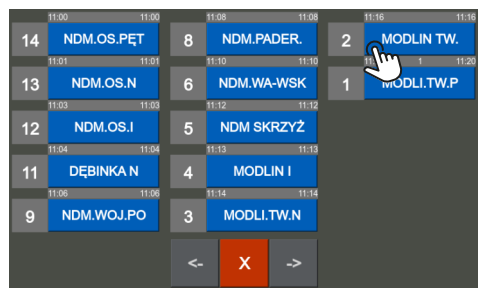 11:00 11:00
14 NDM.OS.PĘT
11:01 11:01
13 NDM.OS.N
11:03 11:03
12 NDM.OS.I
11:04 11:04
11 DĘBINKA N
11:06 11:06
9 NDM.WOJ.PO
11:08 11:08
8 NDM.PADER.
11:10 11:10
6 NDM.WA-WSK
11:12 11:12
5 NDM SKRZYŻ
11:13 11:13
4 MODLIN I
11:14 11:14
3 MODLI.TW.N
11:16 11:16
2 MODLIN TW.
1 11:20
1 MODLI.TW.P
<- X ->